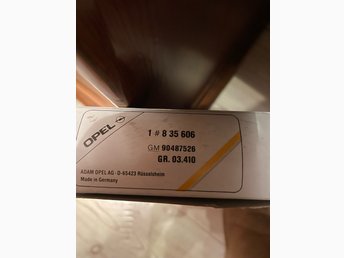 OPEL
1 # 8 35 606
GM 90487526
GR. 03.410
ADAM OPEL AG · D-65423 Rüsselsheim
Made in Germany